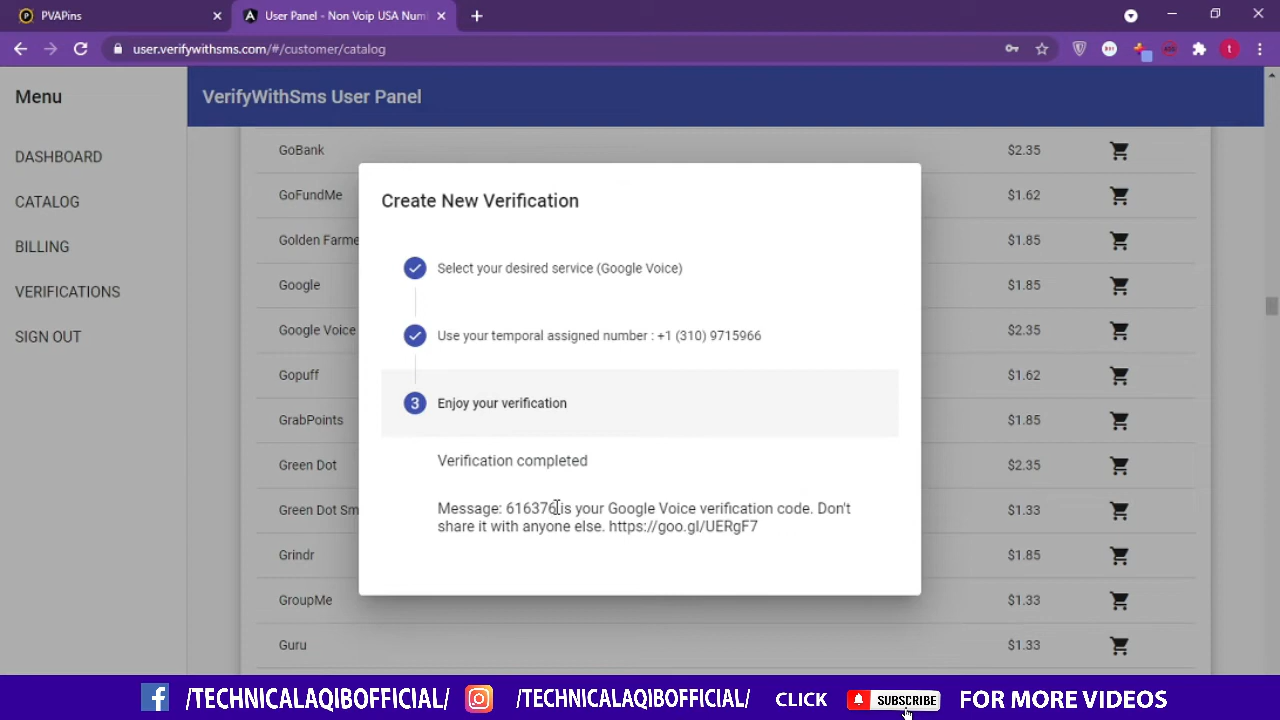 PVAPins
User Panel - Non Voip USA Num
user.verifywithsms.com/#/customer/catalog
Menu
VerifyWithSms User Panel
DASHBOARD
CATALOG
BILLING
VERIFICATIONS
SIGN OUT
GoBank $2.35
GoFundMe $1.62
Golden Farme $1.85
Google $1.85
Google Voice $2.35
Gopuff $1.62
GrabPoints $1.85
Green Dot $2.35
Green Dot Sm $1.33
Grindr $1.85
GroupMe $1.33
Guru $1.33
Create New Verification
Select your desired service (Google Voice)
Use your temporal assigned number : +1 (310) 9715966
3 Enjoy your verification
Verification completed
Message: 616376 is your Google Voice verification code. Don't
share it with anyone else. https://goo.gl/UERgF7
/TECHNICALAQIBOFFICIAL/ /TECHNICALAQIBOFFICIAL/ CLICK SUBSCRIBE FOR MORE VIDEOS